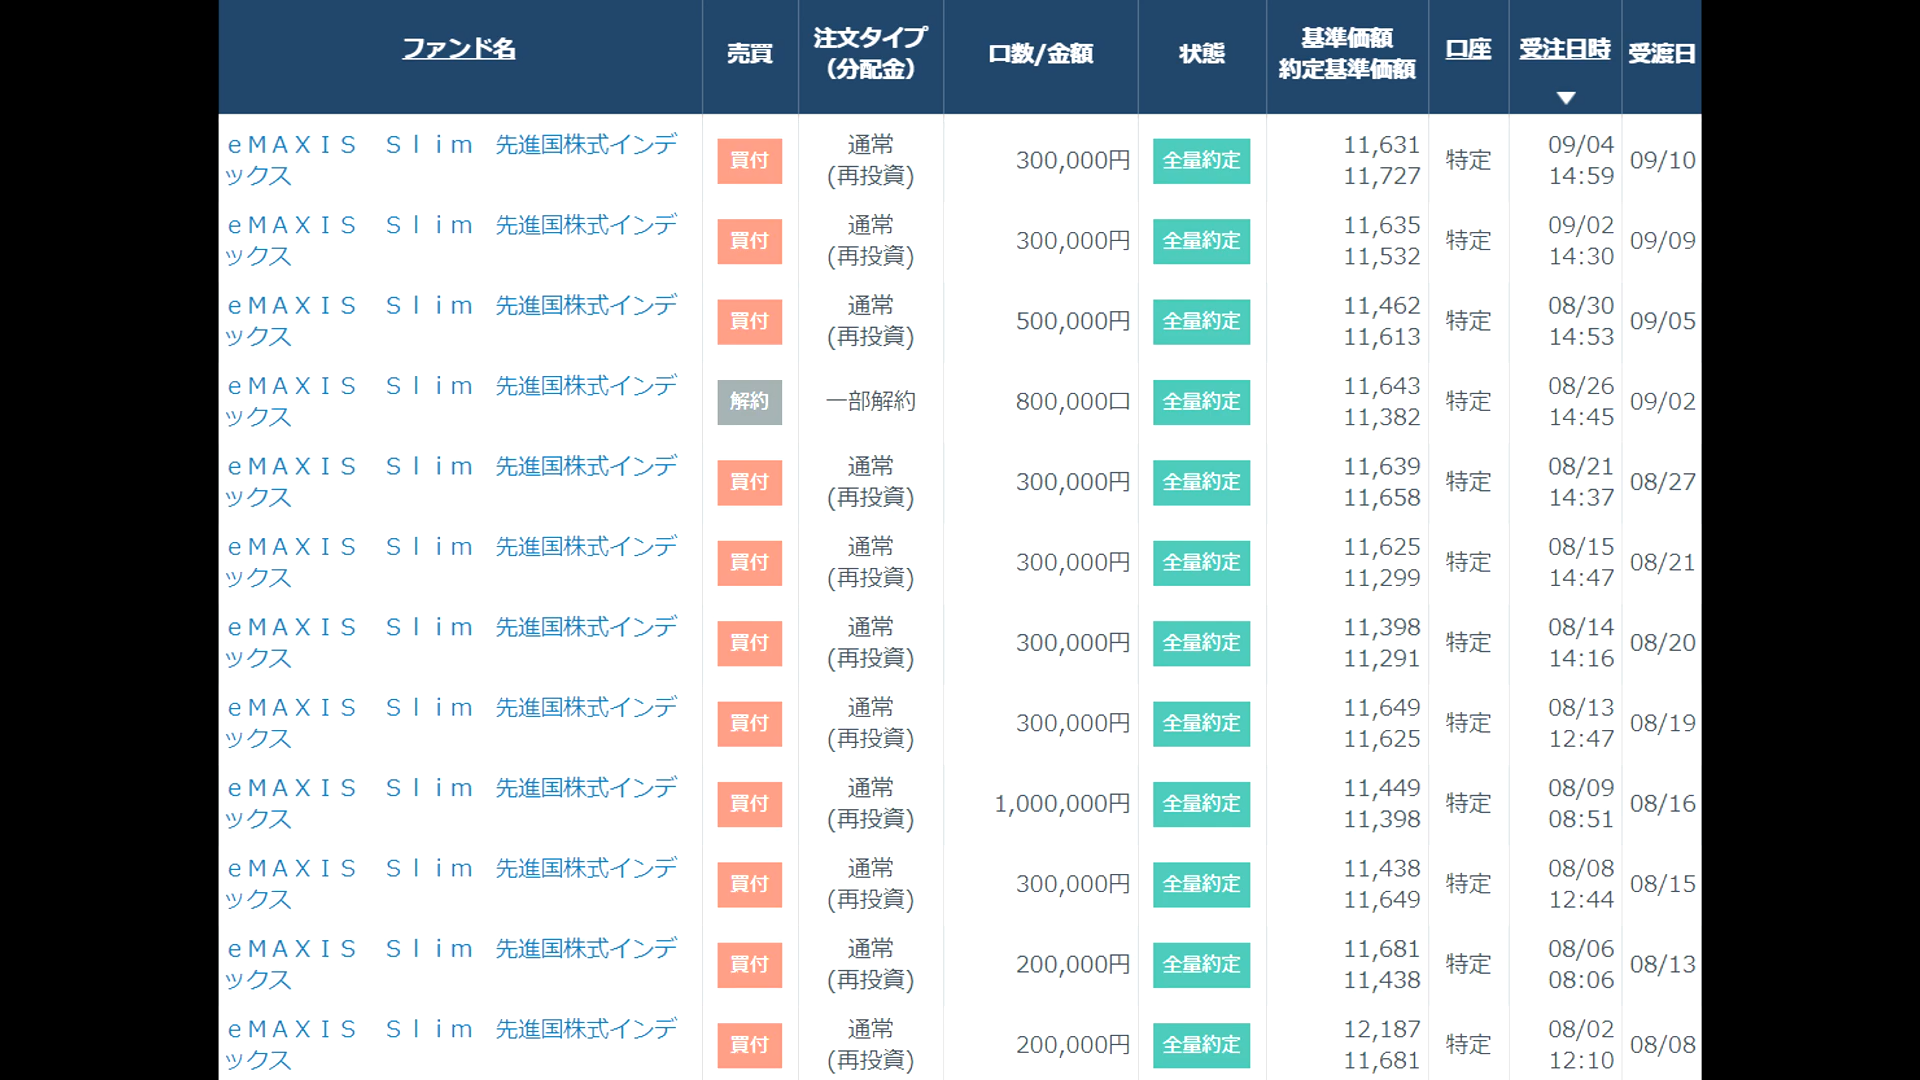 ファンド名 売買 注文タイプ (分配金) 口数/金額 状態 基準価額 約定基準価額 口座 受注日時 ▼ 受渡日
eMAXIS Slim 先進国株式インデ 買付 通常 300,000円 全量約定 11,631 特定 09/04 09/10
ックス (再投資) 11,727 14:59
eMAXIS Slim 先進国株式インデ 買付 通常 300,000円 全量約定 11,635 特定 09/02 09/09
ックス (再投資) 11,532 14:30
eMAXIS Slim 先進国株式インデ 買付 通常 500,000円 全量約定 11,462 特定 08/30 09/05
ックス (再投資) 11,613 14:53
eMAXIS Slim 先進国株式インデ 解約 一部解約 800,000口 全量約定 11,643 特定 08/26 09/02
ックス 11,382 14:45
eMAXIS Slim 先進国株式インデ 買付 通常 300,000円 全量約定 11,639 特定 08/21 08/27
ックス (再投資) 11,658 14:37
eMAXIS Slim 先進国株式インデ 買付 通常 300,000円 全量約定 11,625 特定 08/15 08/21
ックス (再投資) 11,299 14:47
eMAXIS Slim 先進国株式インデ 買付 通常 300,000円 全量約定 11,398 特定 08/14 08/20
ックス (再投資) 11,291 14:16
eMAXIS Slim 先進国株式インデ 買付 通常 300,000円 全量約定 11,649 特定 08/13 08/19
ックス (再投資) 11,625 12:47
eMAXIS Slim 先進国株式インデ 買付 通常 1,000,000円 全量約定 11,449 特定 08/09 08/16
ックス (再投資) 11,398 08:51
eMAXIS Slim 先進国株式インデ 買付 通常 300,000円 全量約定 11,438 特定 08/08 08/15
ックス (再投資) 11,649 12:44
eMAXIS Slim 先進国株式インデ 買付 通常 200,000円 全量約定 11,681 特定 08/06 08/13
ックス (再投資) 11,438 08:06
eMAXIS Slim 先進国株式インデ 買付 通常 200,000円 全量約定 12,187 特定 08/02 08/08
ックス (再投資) 11,681 12:10